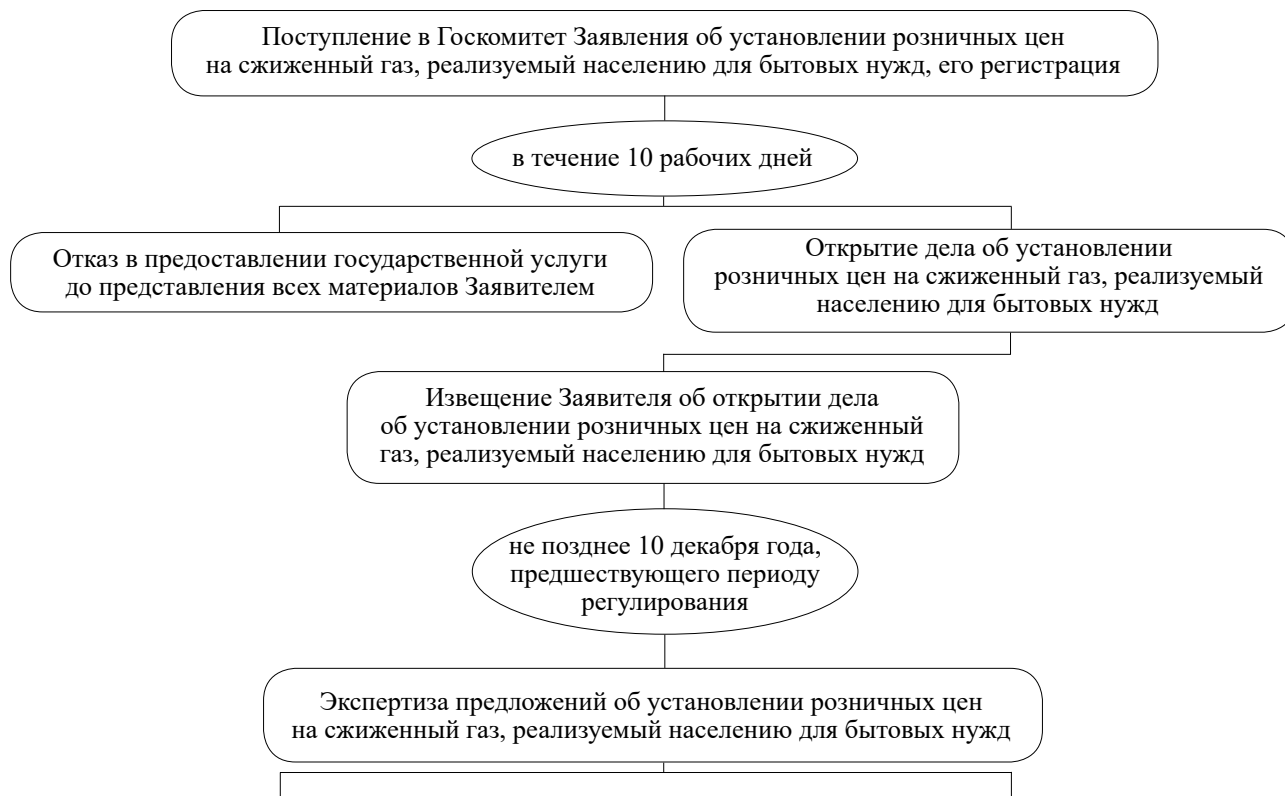 Поступление в Госкомитет Заявления об установлении розничных цен
на сжиженный газ, реализуемый населению для бытовых нужд, его регистрация
в течение 10 рабочих дней
Отказ в предоставлении государственной услуги
до представления всех материалов Заявителем
Открытие дела об установлении
розничных цен на сжиженный газ, реализуемый
населению для бытовых нужд
Извещение Заявителя об открытии дела
об установлении розничных цен на сжиженный
газ, реализуемый населению для бытовых нужд
не позднее 10 декабря года,
предшествующего периоду
регулирования
Экспертиза предложений об установлении розничных цен
на сжиженный газ, реализуемый населению для бытовых нужд